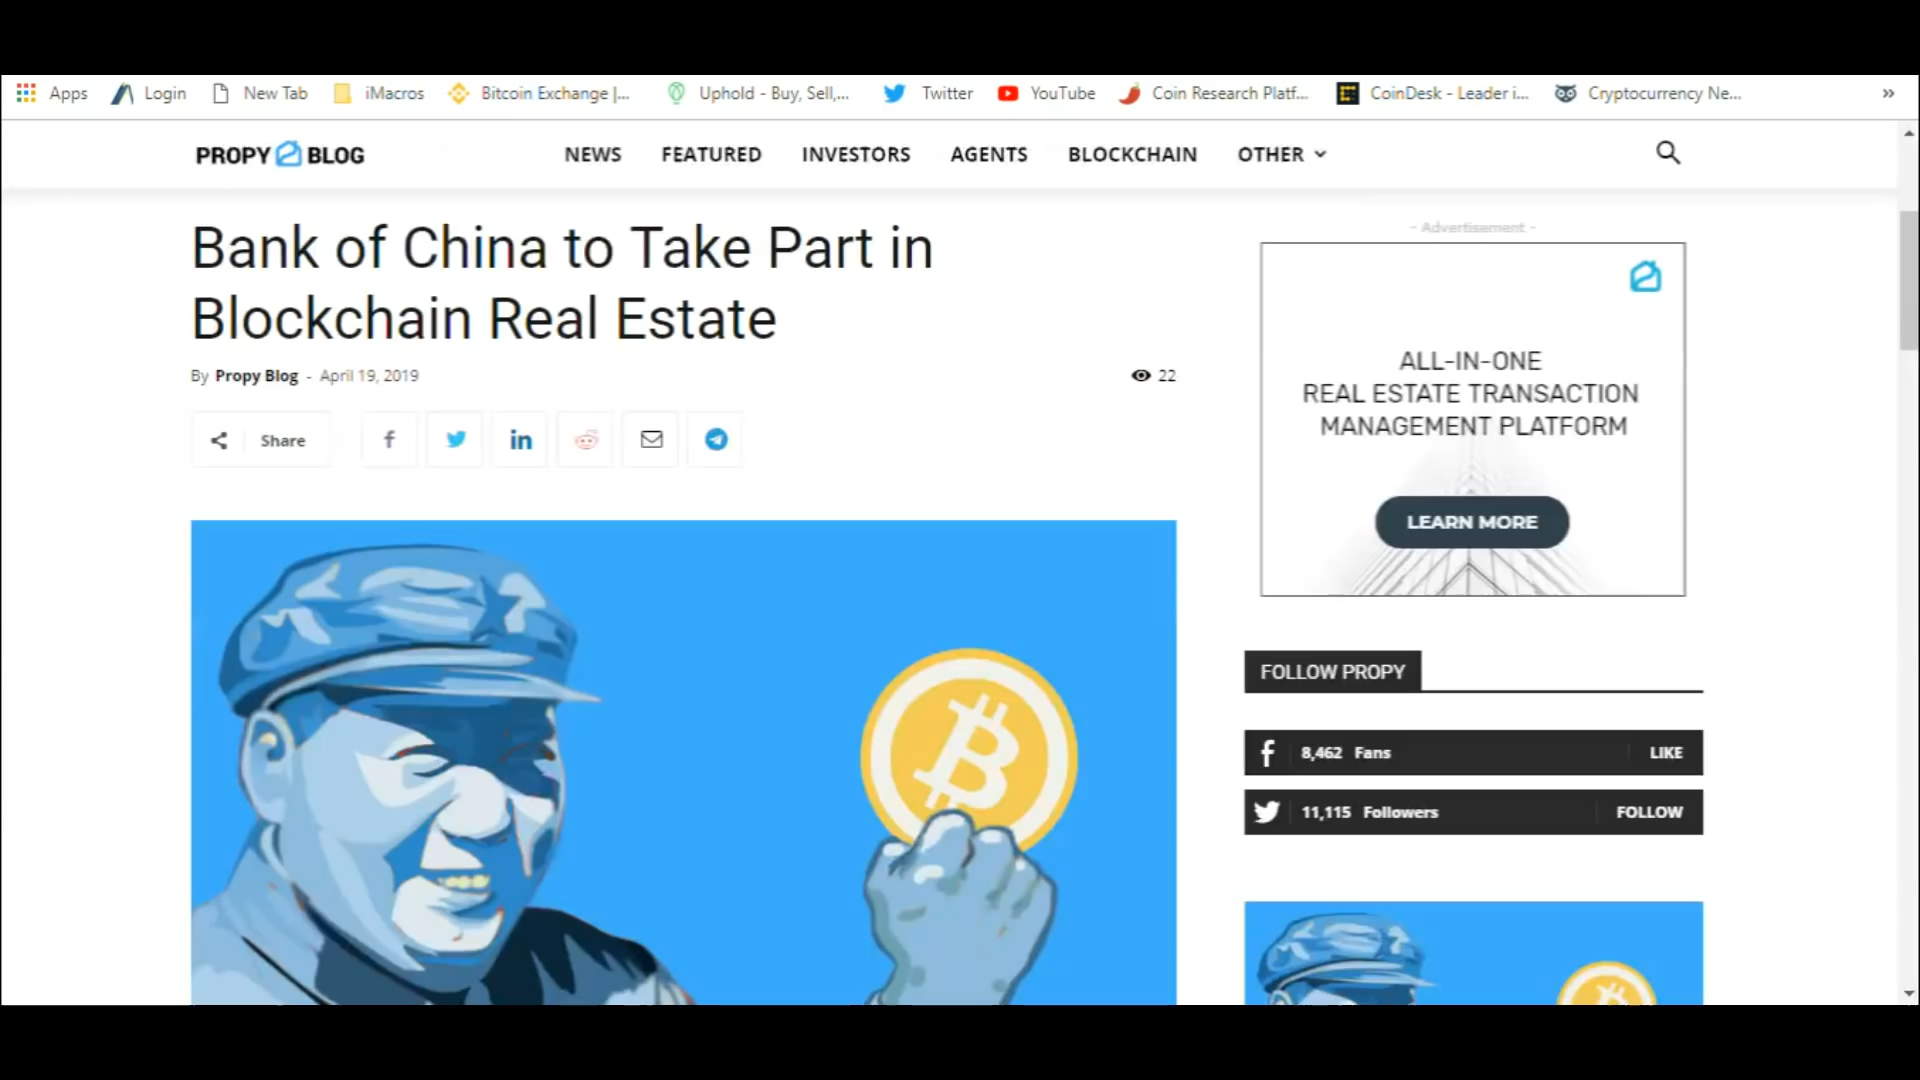 Apps Login New Tab iMacros Bitcoin Exchange |... Uphold - Buy, Sell,... Twitter YouTube Coin Research Platf... CoinDesk - Leader i... Cryptocurrency Ne... »
PROPY BLOG NEWS FEATURED INVESTORS AGENTS BLOCKCHAIN OTHER
Bank of China to Take Part in
Blockchain Real Estate
By Propy Blog - April 19, 2019 22
Share
- Advertisement -
ALL-IN-ONE
REAL ESTATE TRANSACTION
MANAGEMENT PLATFORM
LEARN MORE
FOLLOW PROPY
8,462 Fans LIKE
11,115 Followers FOLLOW